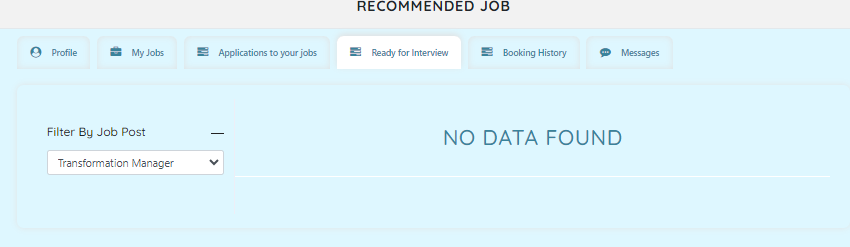 RECOMMENDED JOB
Profile
My Jobs
Applications to your jobs
Ready for Interview
Booking History
Messages
Filter By Job Post
NO DATA FOUND
Transformation Manager